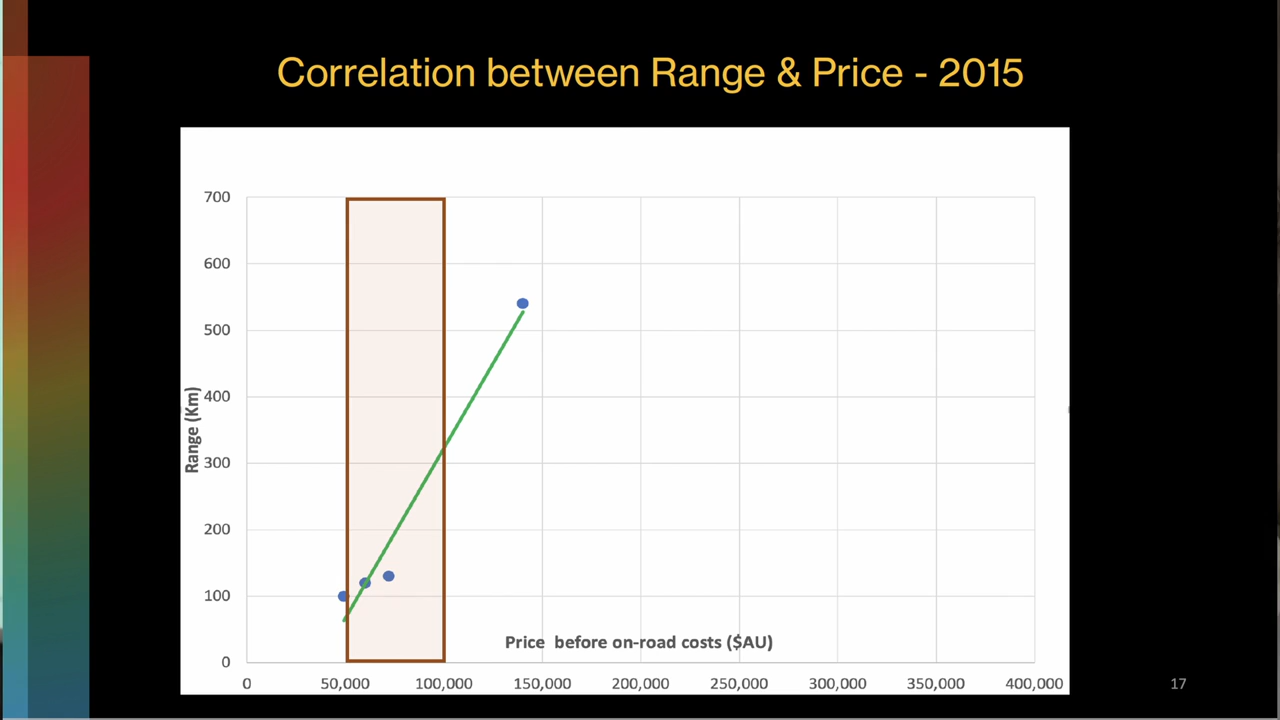 Correlation between Range & Price - 2015
700
600
500
400
300
200
100
0
Range (Km)
Price before on-road costs ($AU)
0 50,000 100,000 150,000 200,000 250,000 300,000 350,000 400,000
17